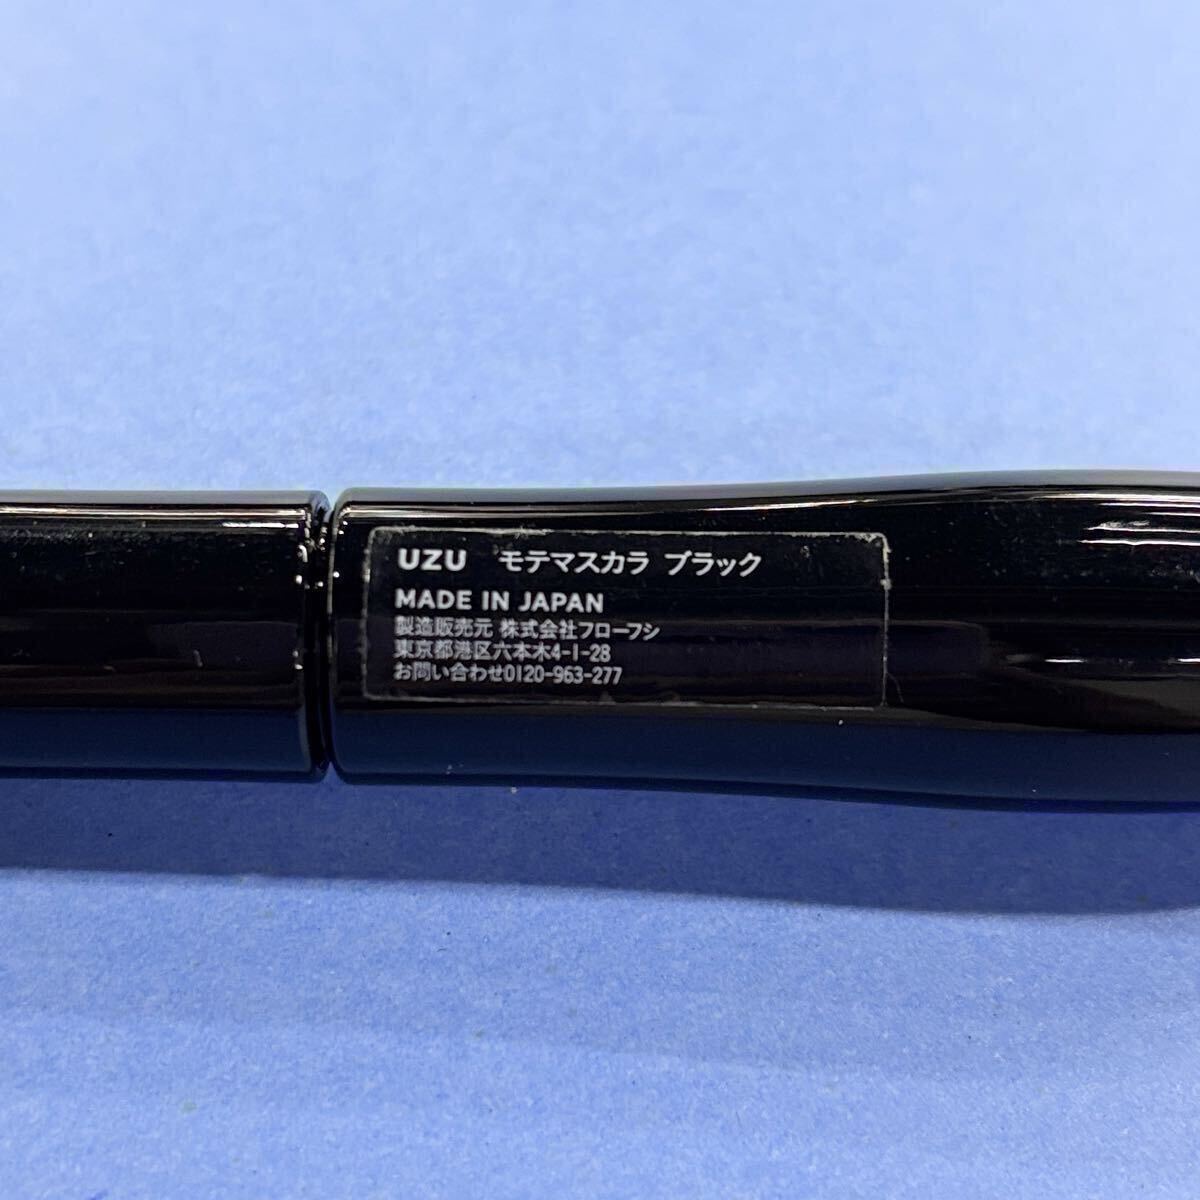 UZU モテマスカラ ブラック
MADE IN JAPAN
製造販売元 株式会社フローフシ
東京都港区六本木4-1-28
お問い合わせ0120-963-277